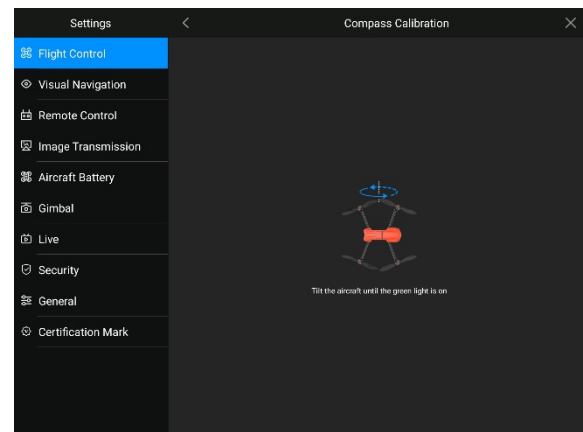 Settings
Compass Calibration
Flight Control
Visual Navigation
Remote Control
Image Transmission
Aircraft Battery
Gimbal
Live
Security
General
Certification Mark
Tilt the aircraft until the green light is on